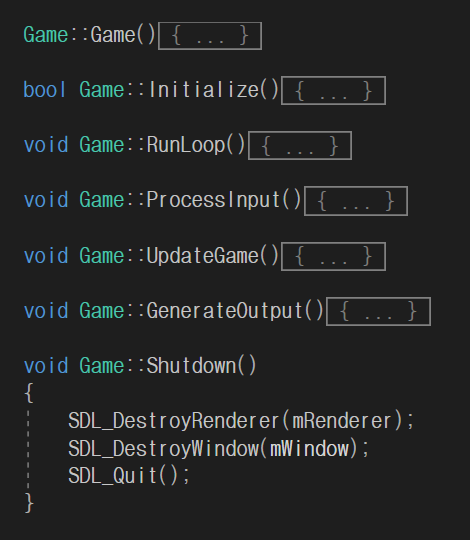 Game::Game(){ ... }
bool Game::Initialize(){ ... }
void Game::RunLoop(){ ... }
void Game::ProcessInput(){ ... }
void Game::UpdateGame(){ ... }
void Game::GenerateOutput(){ ... }
void Game::Shutdown()
{
    SDL_DestroyRenderer(mRenderer);
    SDL_DestroyWindow(mWindow);
    SDL_Quit();
}